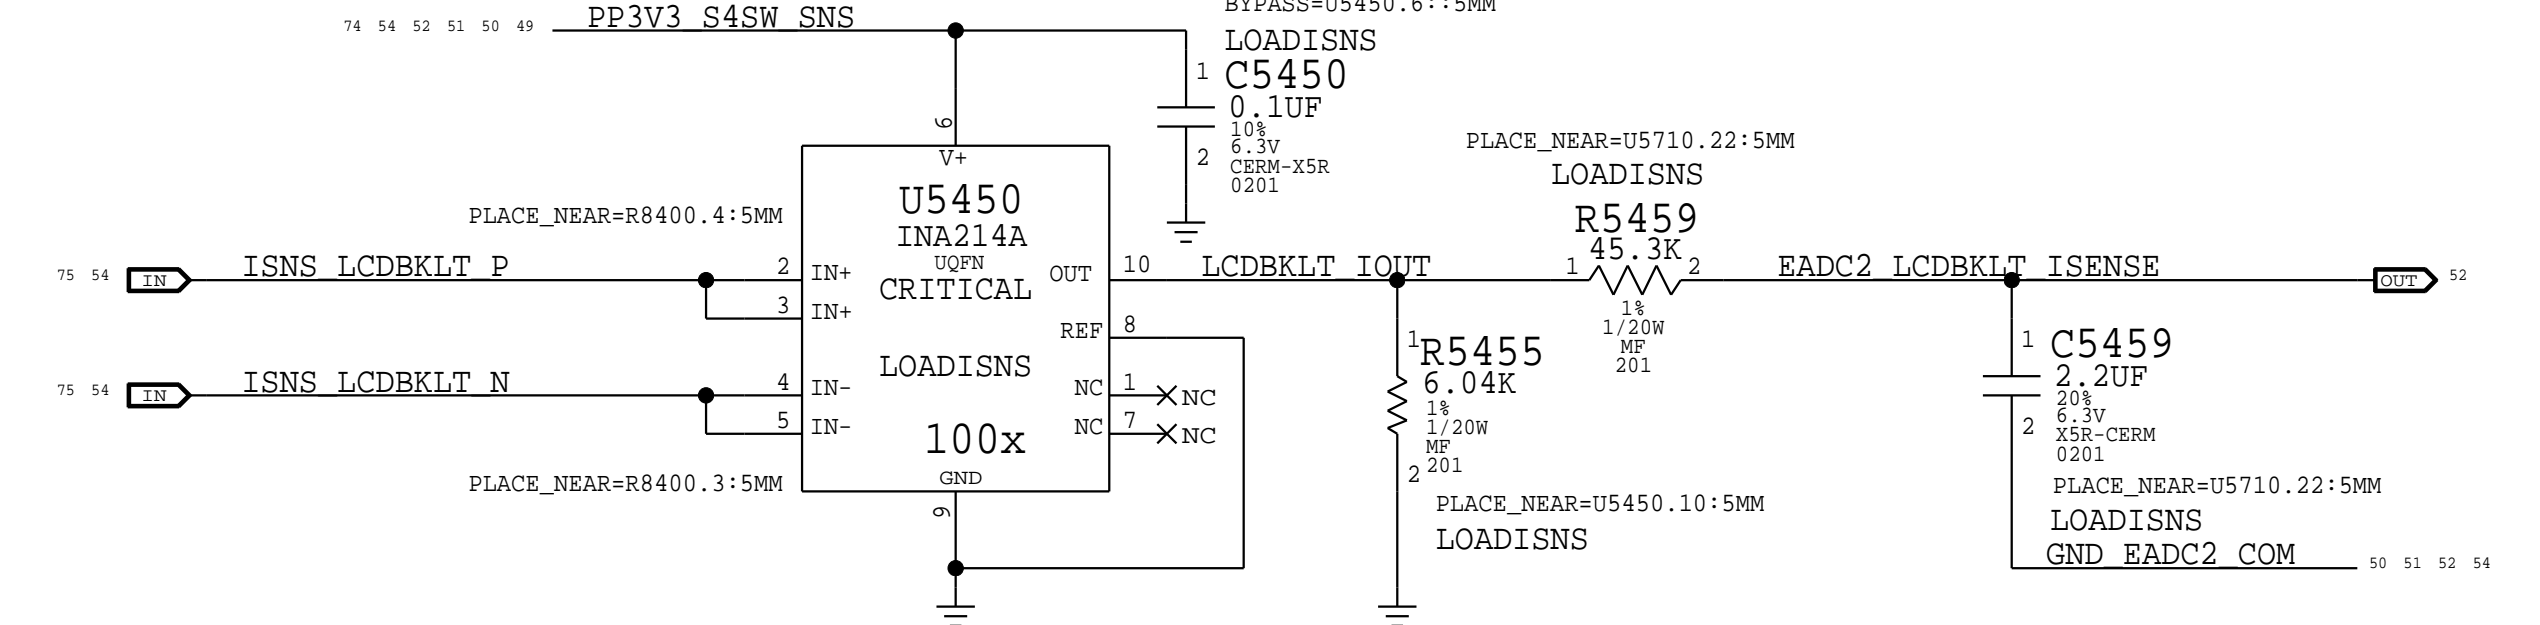 BYPASS=U5450.6::5MM
74 54 52 51 50 49
PP3V3_S4SW_SNS
LOADISNS
1
C5450
0.1UF
10%
6.3V
CERM-X5R
0201
2
6
V+
U5450
INA214A
UQFN
CRITICAL
LOADISNS
100x
GND
9
PLACE_NEAR=R8400.4:5MM
75 54
IN
ISNS_LCDBKLT_P
2
IN+
3
IN+
75 54
IN
ISNS_LCDBKLT_N
4
IN-
5
IN-
PLACE_NEAR=R8400.3:5MM
OUT
10
REF
8
NC
1
NC
NC
7
NC
LCDBKLT_IOUT
PLACE_NEAR=U5710.22:5MM
LOADISNS
R5459
45.3K
1
2
1%
1/20W
MF
201
1
R5455
6.04K
1%
1/20W
MF
201
2
PLACE_NEAR=U5450.10:5MM
LOADISNS
EADC2_LCDBKLT_ISENSE
OUT
52
1
C5459
2.2UF
20%
6.3V
X5R-CERM
0201
2
PLACE_NEAR=U5710.22:5MM
LOADISNS
GND_EADC2_COM
50 51 52 54